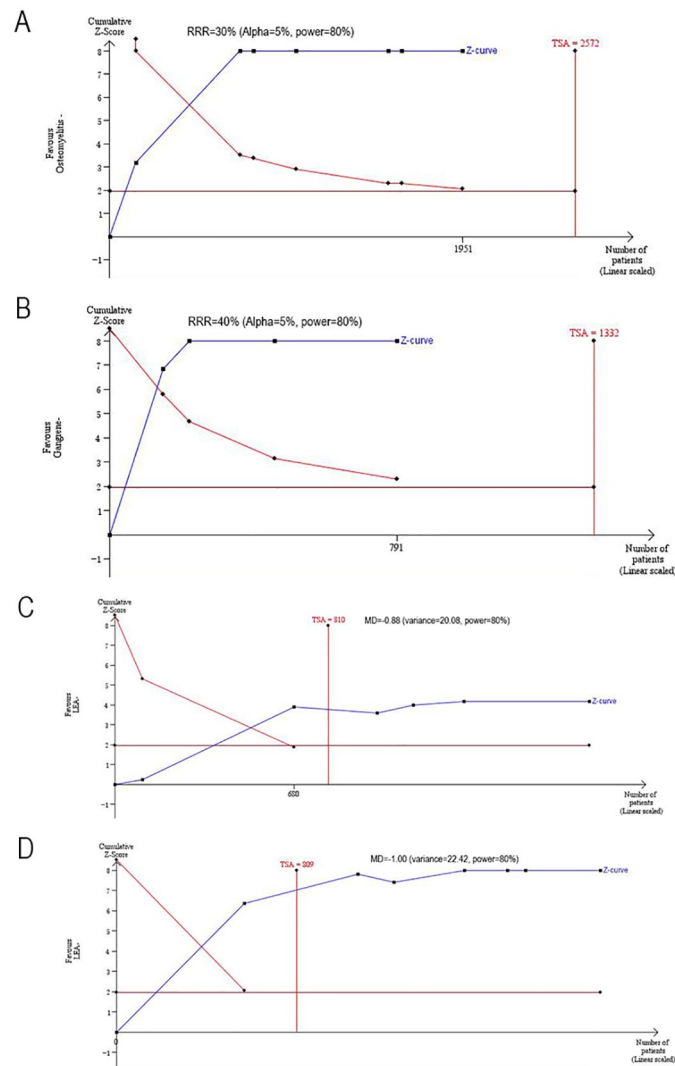 A
Cumulative
Z-Score
RRR=30% (Alpha=5%, power=80%)
TSA = 2572
Z-curve
8
7
6
5
4
3
2
1
-1
Favours
Osteomyelitis -
1951
Number of
patients
(Linear scaled)
B
Cumulative
Z-Score
RRR=40% (Alpha=5%, power=80%)
TSA = 1332
Z-curve
8
7
6
5
4
3
2
1
-1
Favours
Gangrene-
791
Number of
patients
(Linear scaled)
C
Cumulative
Z-Score
TSA = 810
MD=-0.88 (variance=20.08, power=80%)
Z-curve
8
7
6
5
4
3
2
1
-1
Favours
LEA-
680
Number of
patients
(Linear scaled)
D
Cumulative
Z-Score
TSA = 809
MD=-1.00 (variance=22.42, power=80%)
Z-curve
8
7
6
5
4
3
2
1
-1
Favours
LEA-
0
Number of
patients
(Linear scaled)